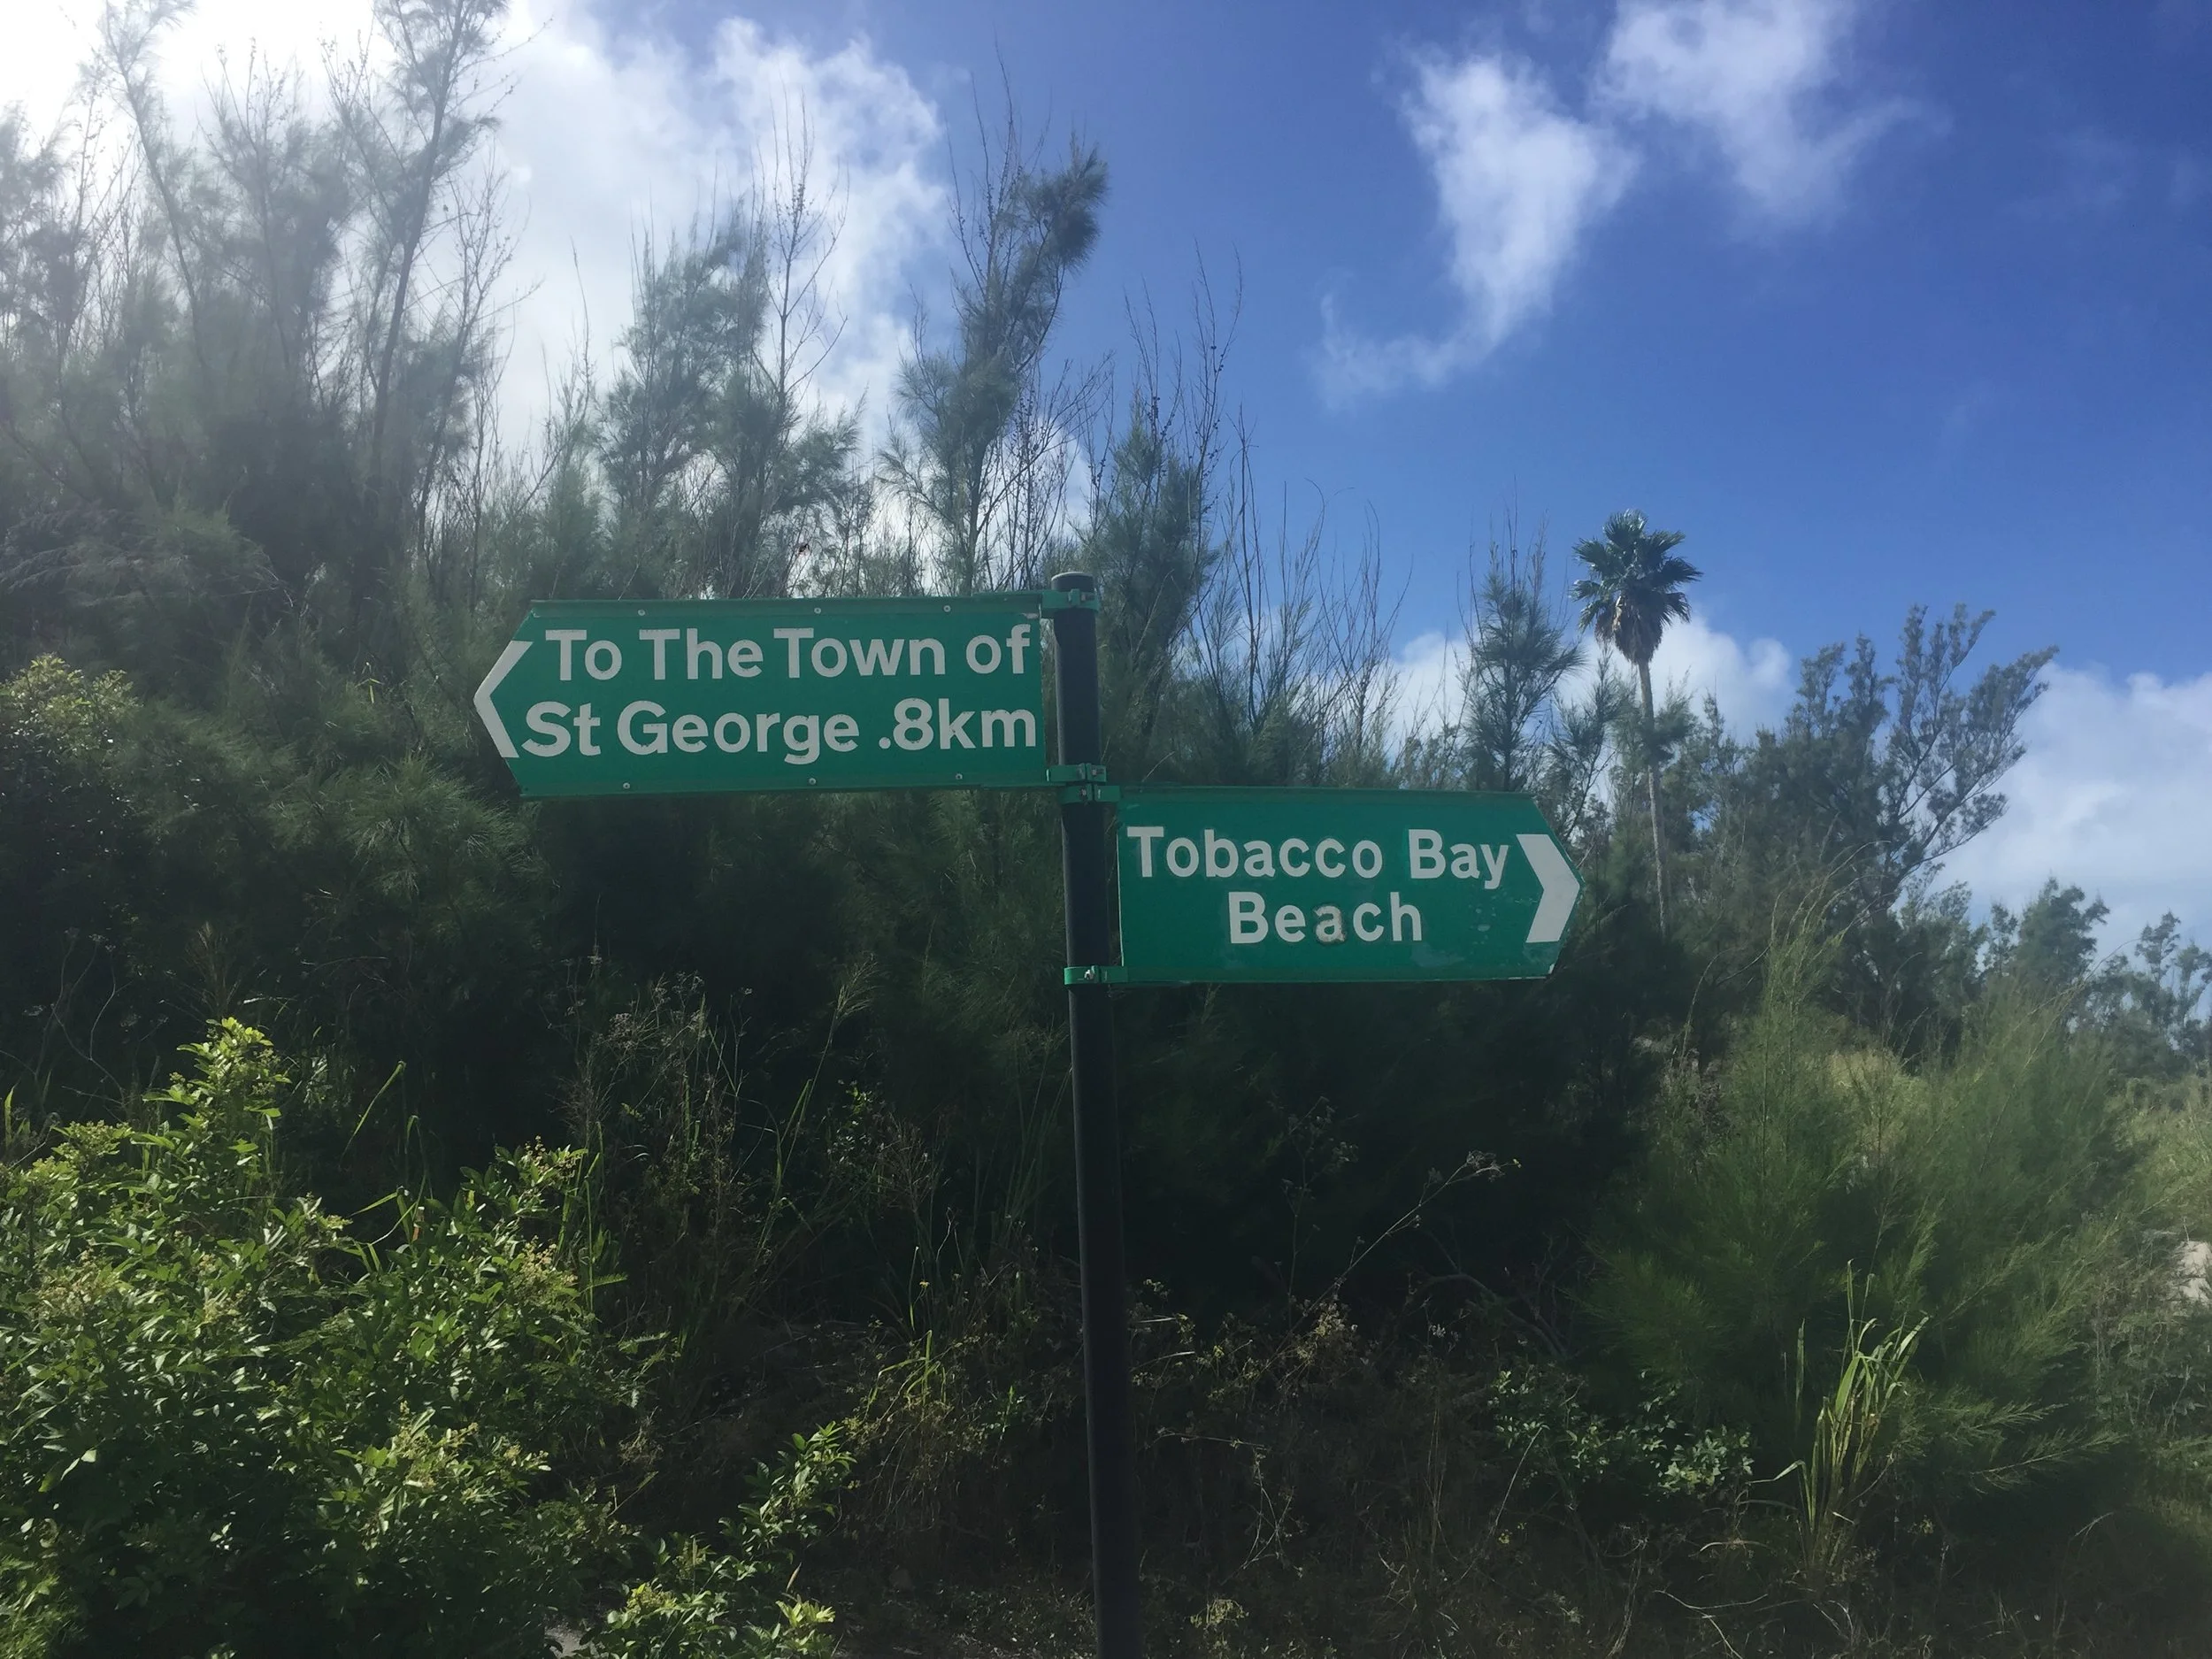 To The Town of
St George .8km
Tobacco Bay
Beach